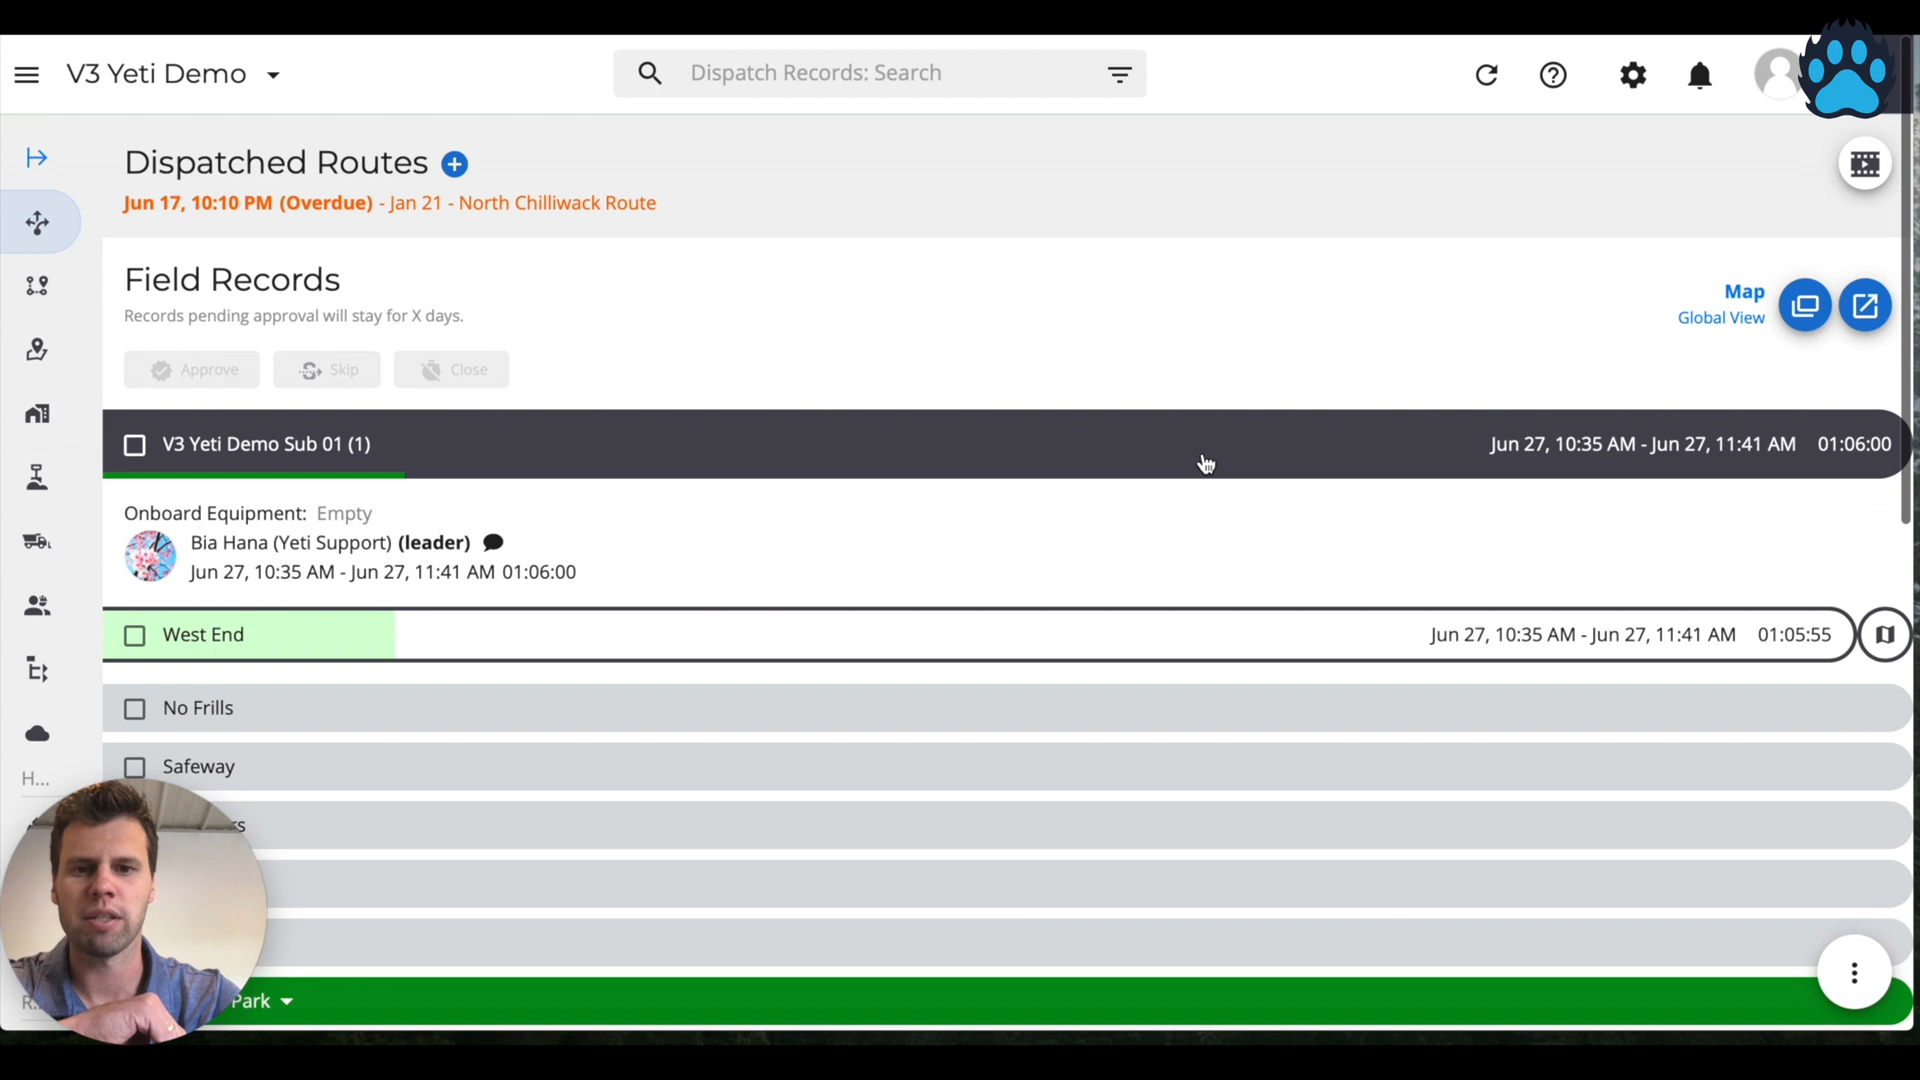 V3 Yeti Demo
Dispatch Records: Search
Dispatched Routes
Jun 17, 10:10 PM (Overdue) - Jan 21 - North Chilliwack Route
Field Records
Records pending approval will stay for X days.
Map
Global View
Approve
Skip
Close
V3 Yeti Demo Sub 01 (1)
Jun 27, 10:35 AM - Jun 27, 11:41 AM 01:06:00
Onboard Equipment: Empty
Bia Hana (Yeti Support) (leader)
Jun 27, 10:35 AM - Jun 27, 11:41 AM 01:06:00
West End
Jun 27, 10:35 AM - Jun 27, 11:41 AM 01:05:55
No Frills
Safeway
H...
Park